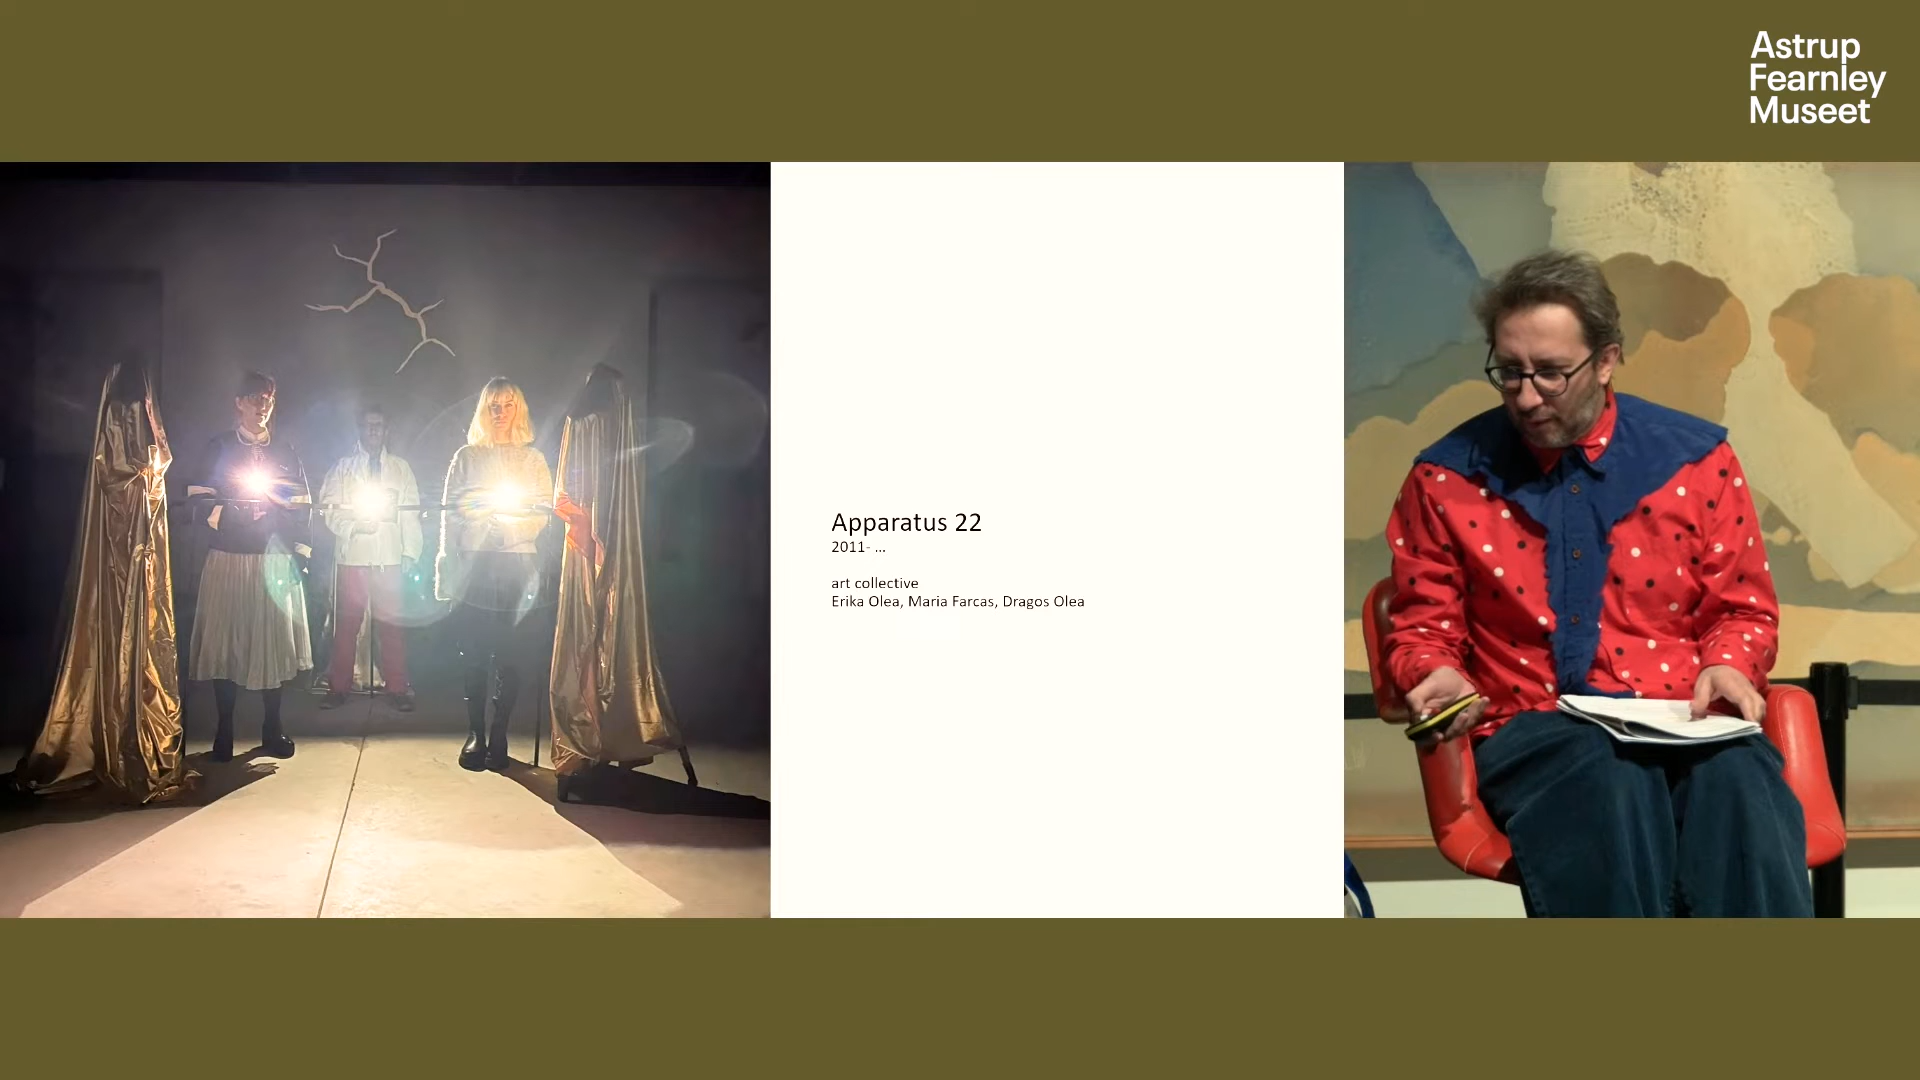 Astrup
Fearnley
Museet
Apparatus 22
2011- ...
art collective
Erika Olea, Maria Farcas, Dragos Olea